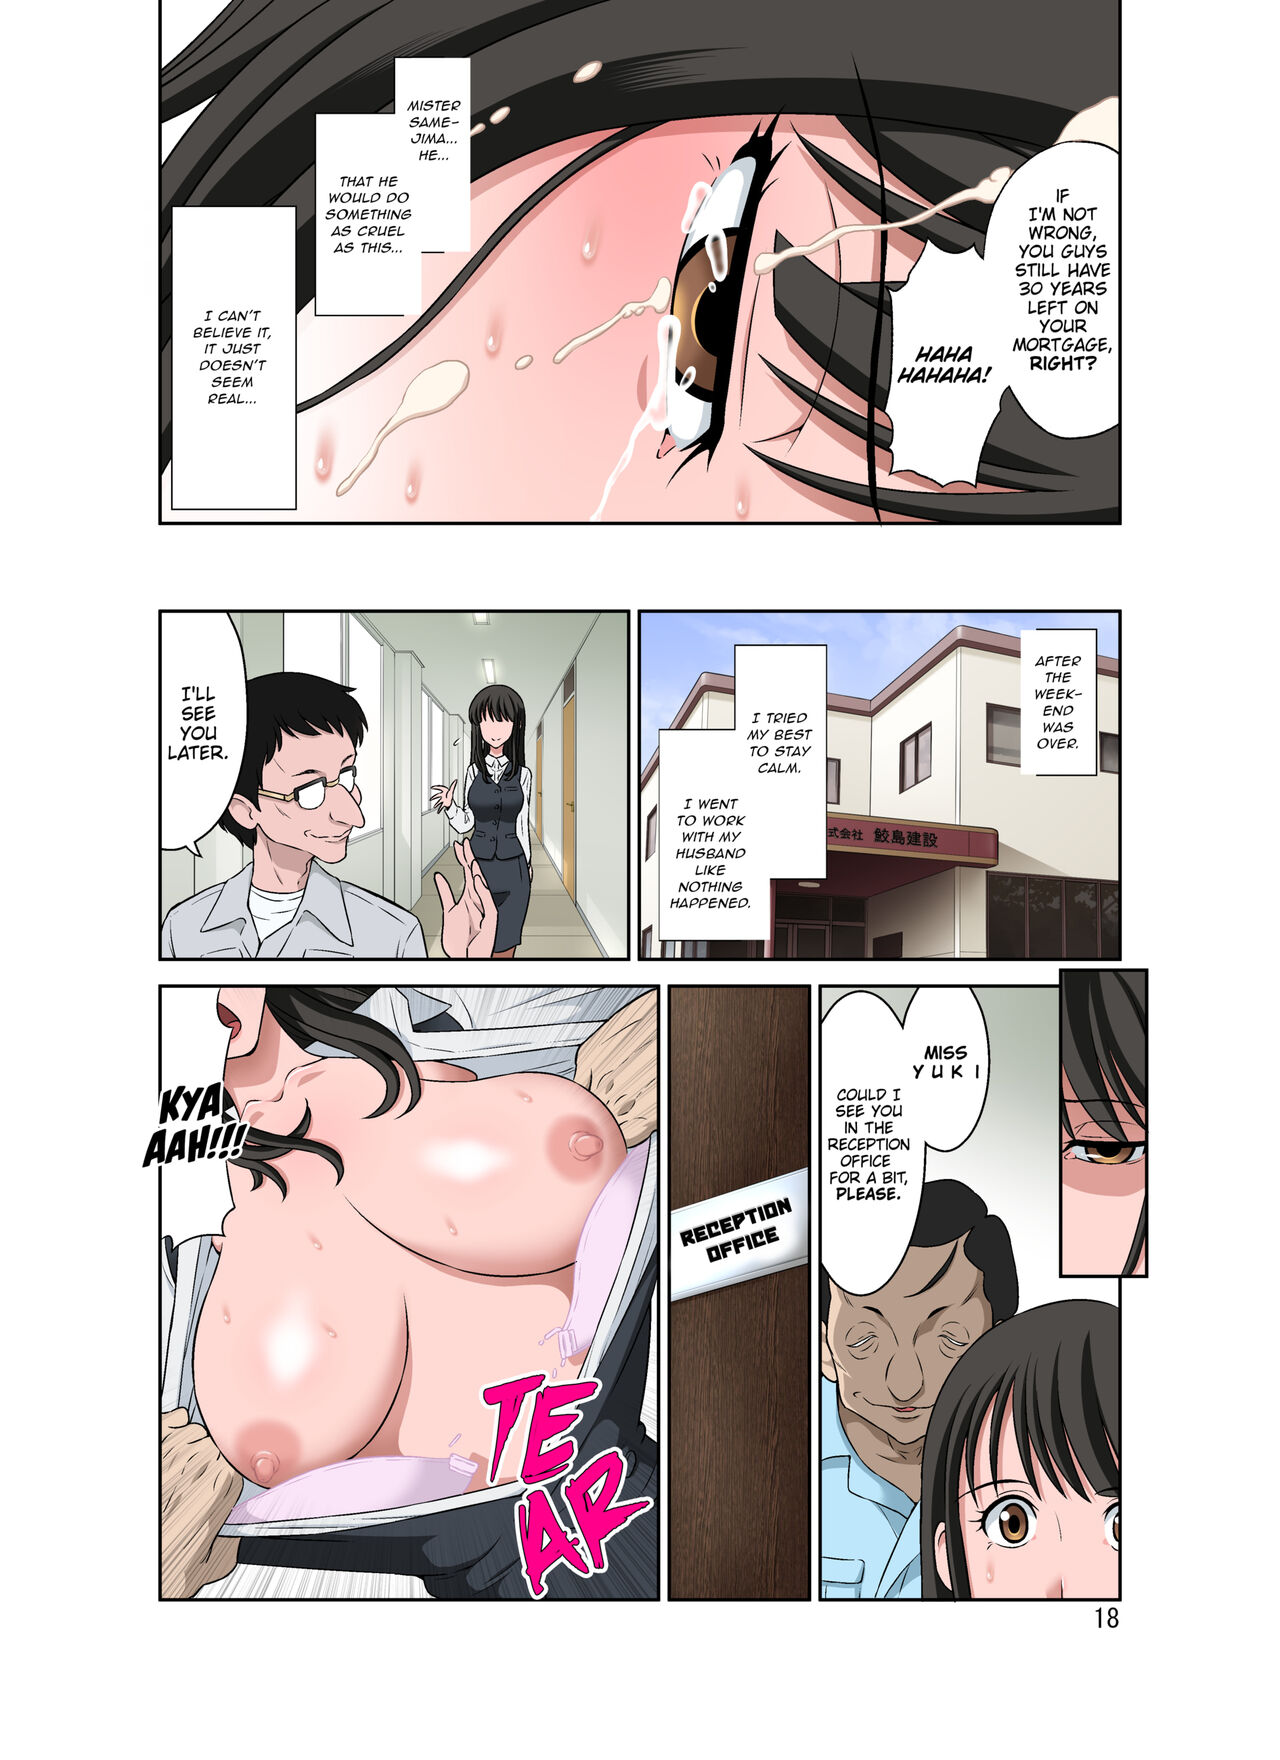 IF
I'M NOT
WRONG,
YOU GUYS
STILL HAVE
30 YEARS
LEFT ON
YOUR
MORTGAGE,
RIGHT?
HAHA
HAHAHA!
MISTER
SAME-
JIMA...
HE...
THAT HE
WOULD DO
SOMETHING
AS CRUEL
AS THIS...
I CAN'T
BELIEVE IT,
IT JUST
DOESN'T
SEEM
REAL...
AFTER
THE
WEEK-
END
WAS
OVER.
I TRIED
MY BEST
TO STAY
CALM.
I WENT
TO WORK
WITH MY
HUSBAND
LIKE
NOTHING
HAPPENED.
式会社 鮫島建設
I'LL
SEE
YOU
LATER.
MISS
YUKI
COULD I
SEE YOU
IN THE
RECEPTION
OFFICE
FOR A BIT,
PLEASE.
RECEPTION
OFFICE
KYA
AAH!!!
TE
AR
18